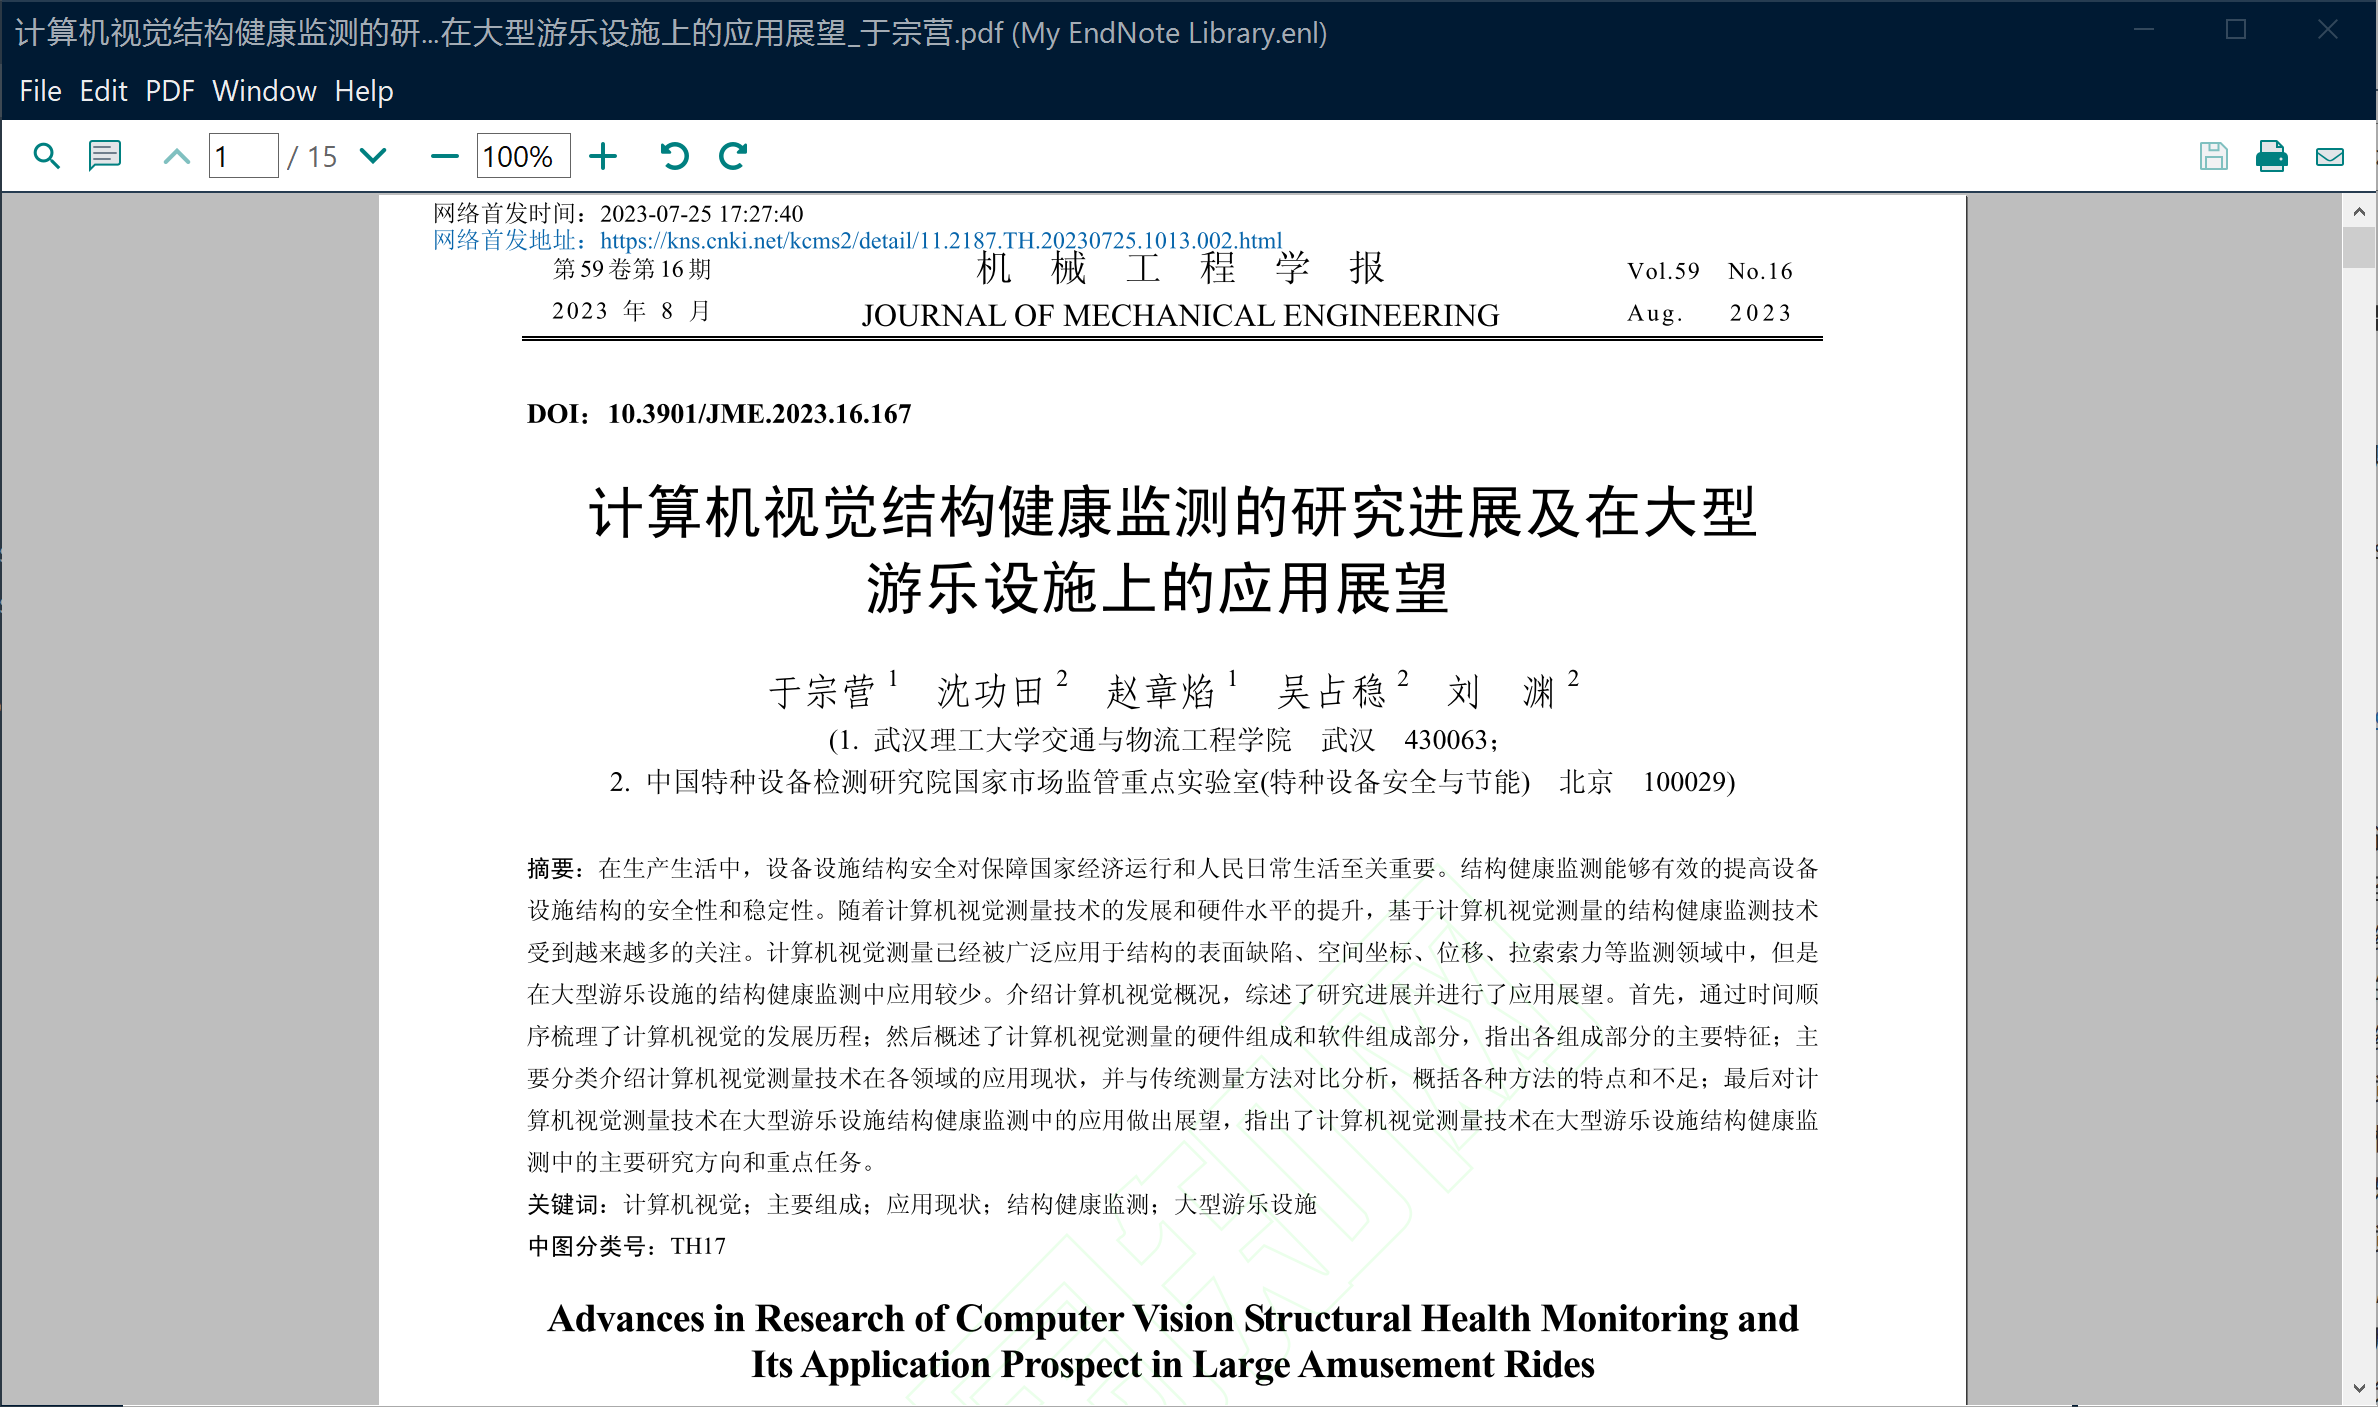 计算机视觉结构健康监测的研...在大型游乐设施上的应用展望_于宗营.pdf (My EndNote Library.enl)
File Edit PDF Window Help
1 / 15 100%
网络首发时间：2023-07-25 17:27:40
网络首发地址：https://kns.cnki.net/kcms2/detail/11.2187.TH.20230725.1013.002.html
第59卷第16期 机 械 工 程 学 报 Vol.59 No.16
2023 年 8 月 JOURNAL OF MECHANICAL ENGINEERING Aug. 2023
DOI：10.3901/JME.2023.16.167
计算机视觉结构健康监测的研究进展及在大型
游乐设施上的应用展望
于宗营 1 沈功田 2 赵章焰 1 吴占稳 2 刘 渊 2
(1. 武汉理工大学交通与物流工程学院 武汉 430063；
2. 中国特种设备检测研究院国家市场监管重点实验室(特种设备安全与节能) 北京 100029)
摘要：在生产生活中，设备设施结构安全对保障国家经济运行和人民日常生活至关重要。结构健康监测能够有效的提高设备
设施结构的安全性和稳定性。随着计算机视觉测量技术的发展和硬件水平的提升，基于计算机视觉测量的结构健康监测技术
受到越来越多的关注。计算机视觉测量已经被广泛应用于结构的表面缺陷、空间坐标、位移、拉索索力等监测领域中，但是
在大型游乐设施的结构健康监测中应用较少。介绍计算机视觉概况，综述了研究进展并进行了应用展望。首先，通过时间顺
序梳理了计算机视觉的发展历程；然后概述了计算机视觉测量的硬件组成和软件组成部分，指出各组成部分的主要特征；主
要分类介绍计算机视觉测量技术在各领域的应用现状，并与传统测量方法对比分析，概括各种方法的特点和不足；最后对计
算机视觉测量技术在大型游乐设施结构健康监测中的应用做出展望，指出了计算机视觉测量技术在大型游乐设施结构健康监
测中的主要研究方向和重点任务。
关键词：计算机视觉；主要组成；应用现状；结构健康监测；大型游乐设施
中图分类号：TH17
Advances in Research of Computer Vision Structural Health Monitoring and
Its Application Prospect in Large Amusement Rides